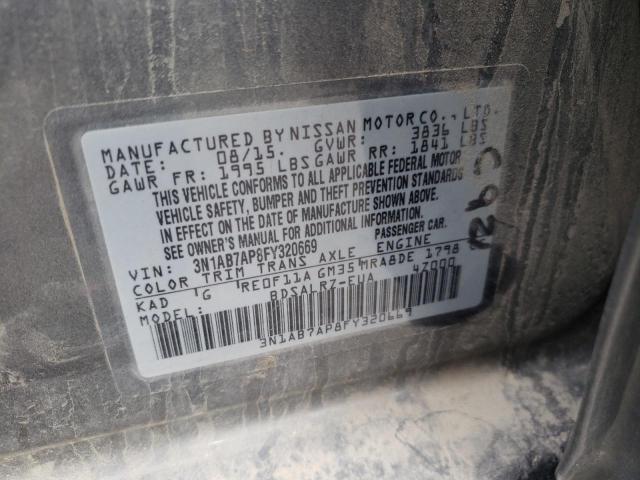 MANUFACTURED BY NISSAN MOTOR CO., LTD.
DATE: 08/15. GVWR: 3836 LBS
GAWR FR: 1995 LBS GAWR RR: 1841 LBS
THIS VEHICLE CONFORMS TO ALL APPLICABLE FEDERAL MOTOR
VEHICLE SAFETY, BUMPER AND THEFT PREVENTION STANDARDS
IN EFFECT ON THE DATE OF MANUFACTURE SHOWN ABOVE.
SEE OWNER'S MANUAL FOR ADDITIONAL INFORMATION.
VIN: 3N1AB7AP8FY320669 PASSENGER CAR.
COLOR TRIM TRANS AXLE ENGINE
KAD G RE0F11A GM35 MRA8DE 1798
MODEL: BDSALRZ-EUA 47000
3N1AB7AP8FY320669